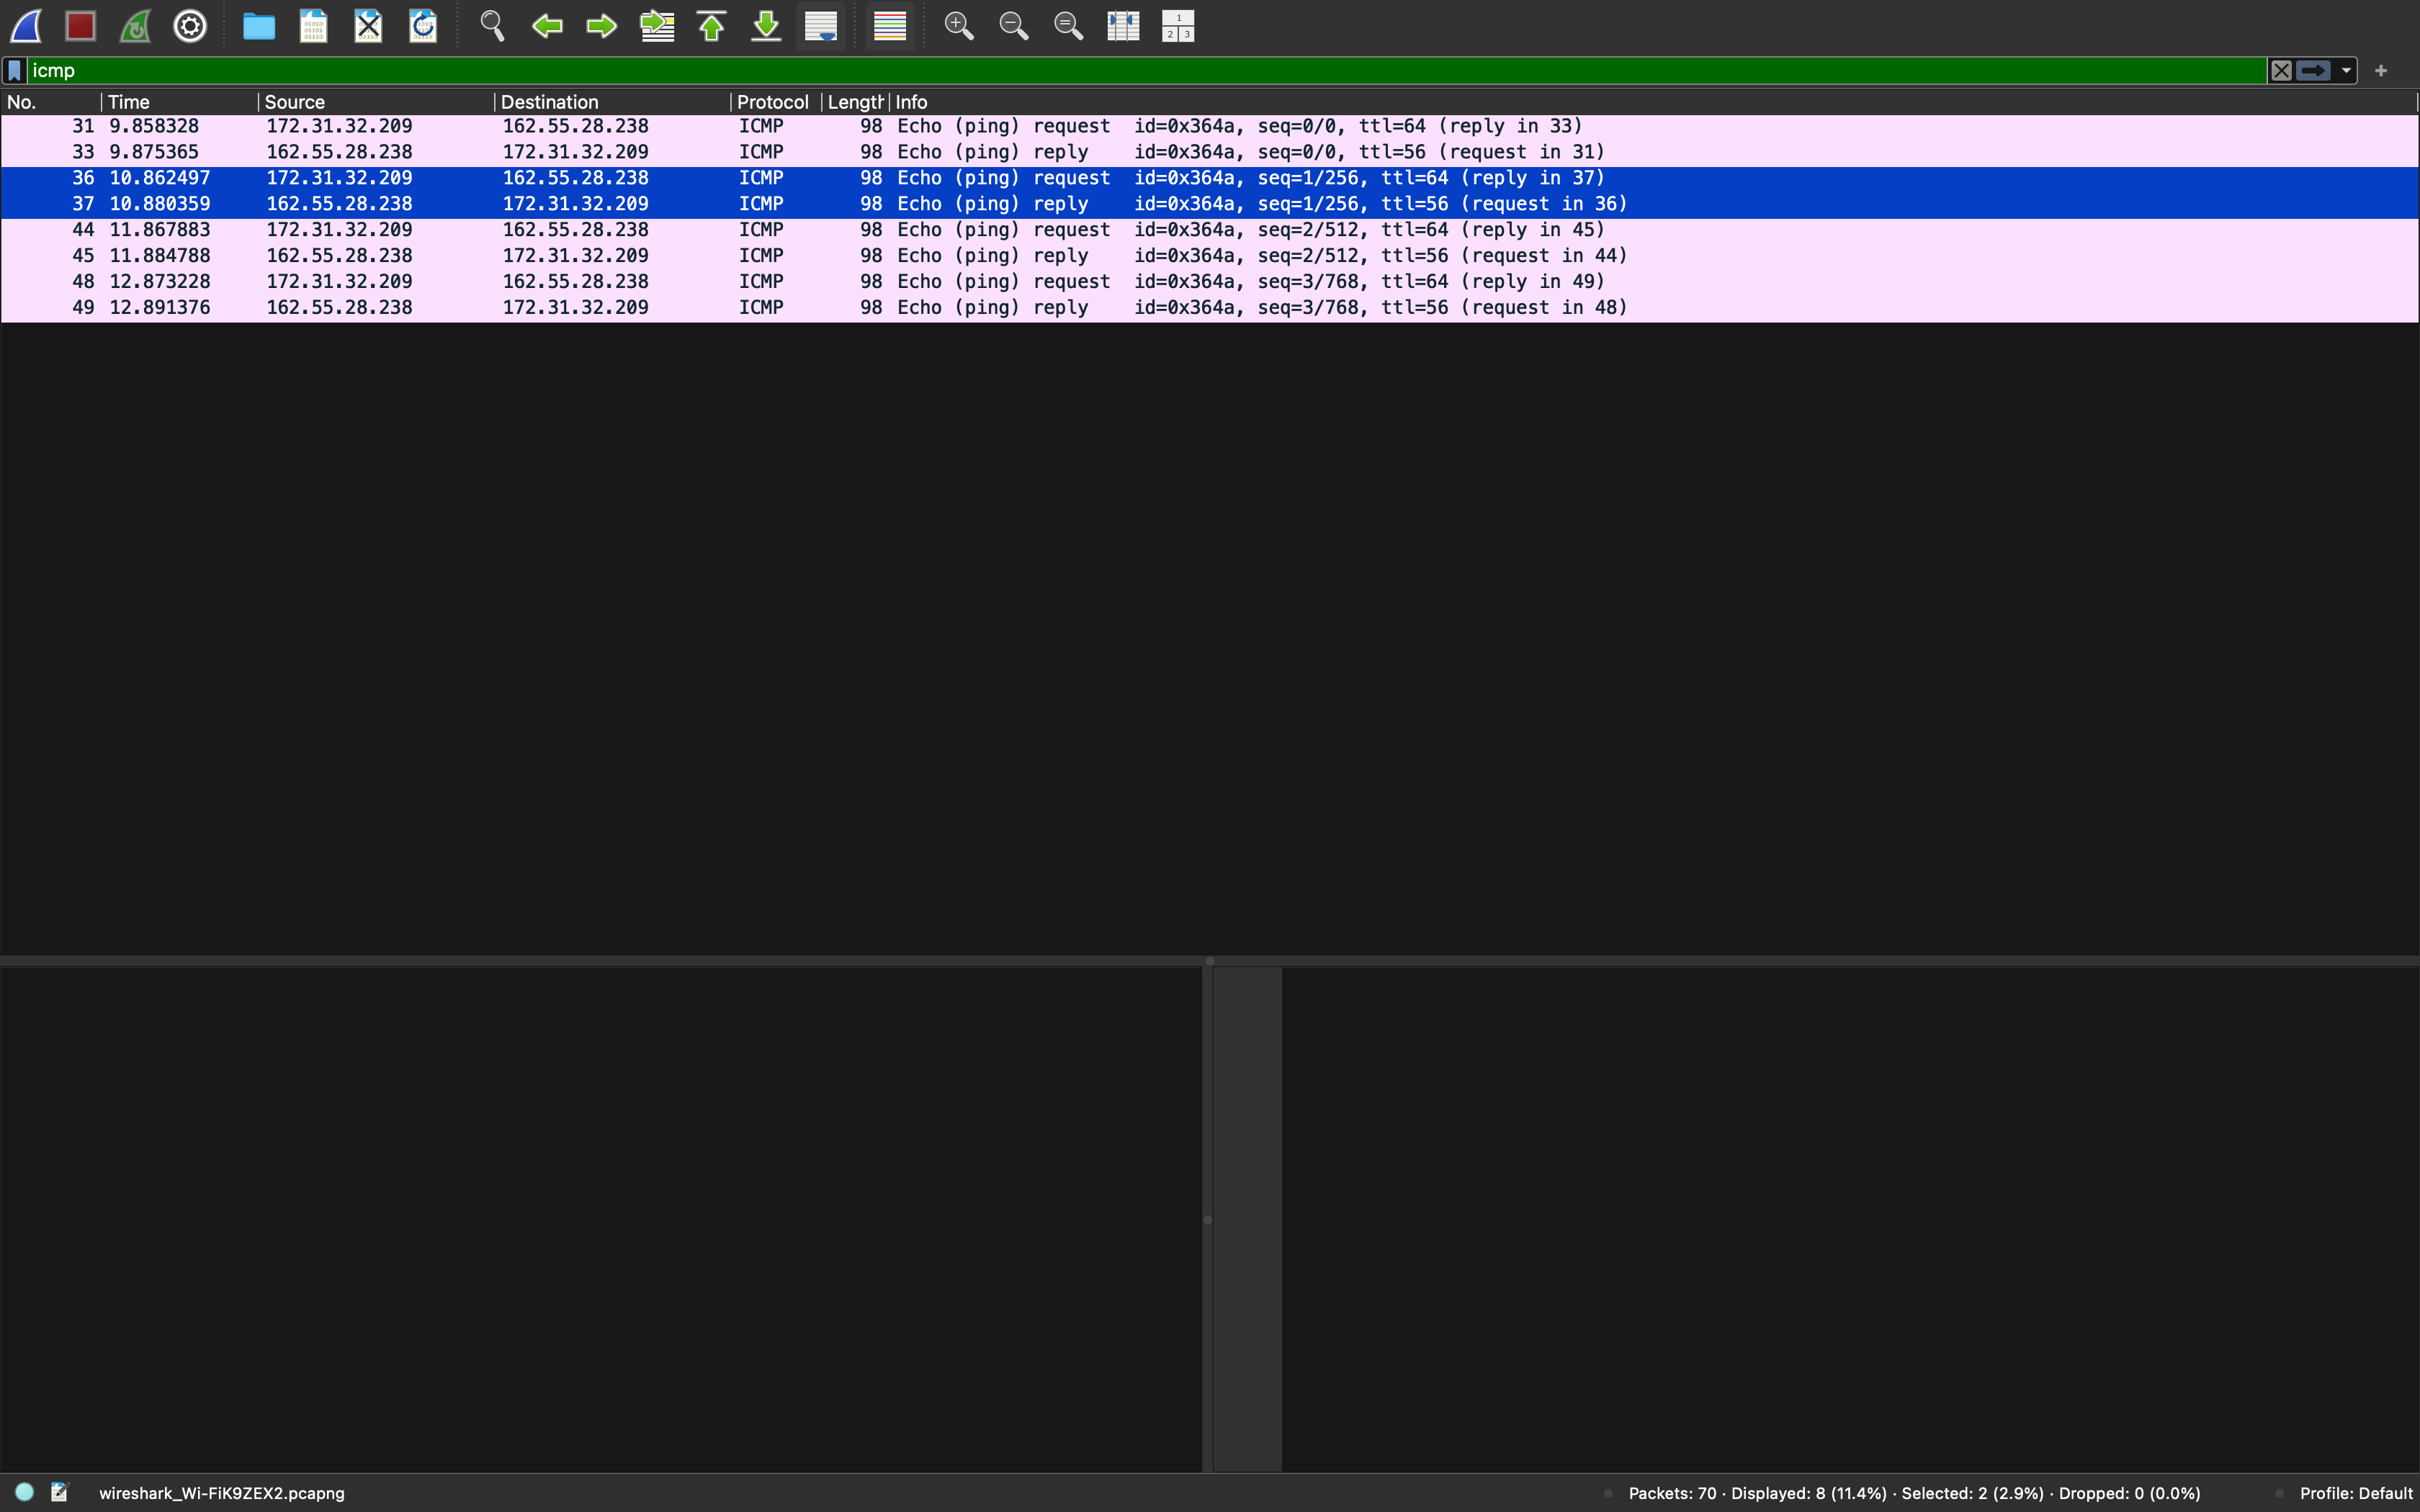 icmp
No. Time Source Destination Protocol Length Info
31 9.858328 172.31.32.209 162.55.28.238 ICMP 98 Echo (ping) request id=0x364a, seq=0/0, ttl=64 (reply in 33)
33 9.875365 162.55.28.238 172.31.32.209 ICMP 98 Echo (ping) reply id=0x364a, seq=0/0, ttl=56 (request in 31)
36 10.862497 172.31.32.209 162.55.28.238 ICMP 98 Echo (ping) request id=0x364a, seq=1/256, ttl=64 (reply in 37)
37 10.880359 162.55.28.238 172.31.32.209 ICMP 98 Echo (ping) reply id=0x364a, seq=1/256, ttl=56 (request in 36)
44 11.867883 172.31.32.209 162.55.28.238 ICMP 98 Echo (ping) request id=0x364a, seq=2/512, ttl=64 (reply in 45)
45 11.884788 162.55.28.238 172.31.32.209 ICMP 98 Echo (ping) reply id=0x364a, seq=2/512, ttl=56 (request in 44)
48 12.873228 172.31.32.209 162.55.28.238 ICMP 98 Echo (ping) request id=0x364a, seq=3/768, ttl=64 (reply in 49)
49 12.891376 162.55.28.238 172.31.32.209 ICMP 98 Echo (ping) reply id=0x364a, seq=3/768, ttl=56 (request in 48)
wireshark_Wi-FiK9ZEX2.pcapng Packets: 70 · Displayed: 8 (11.4%) · Selected: 2 (2.9%) · Dropped: 0 (0.0%) Profile: Default